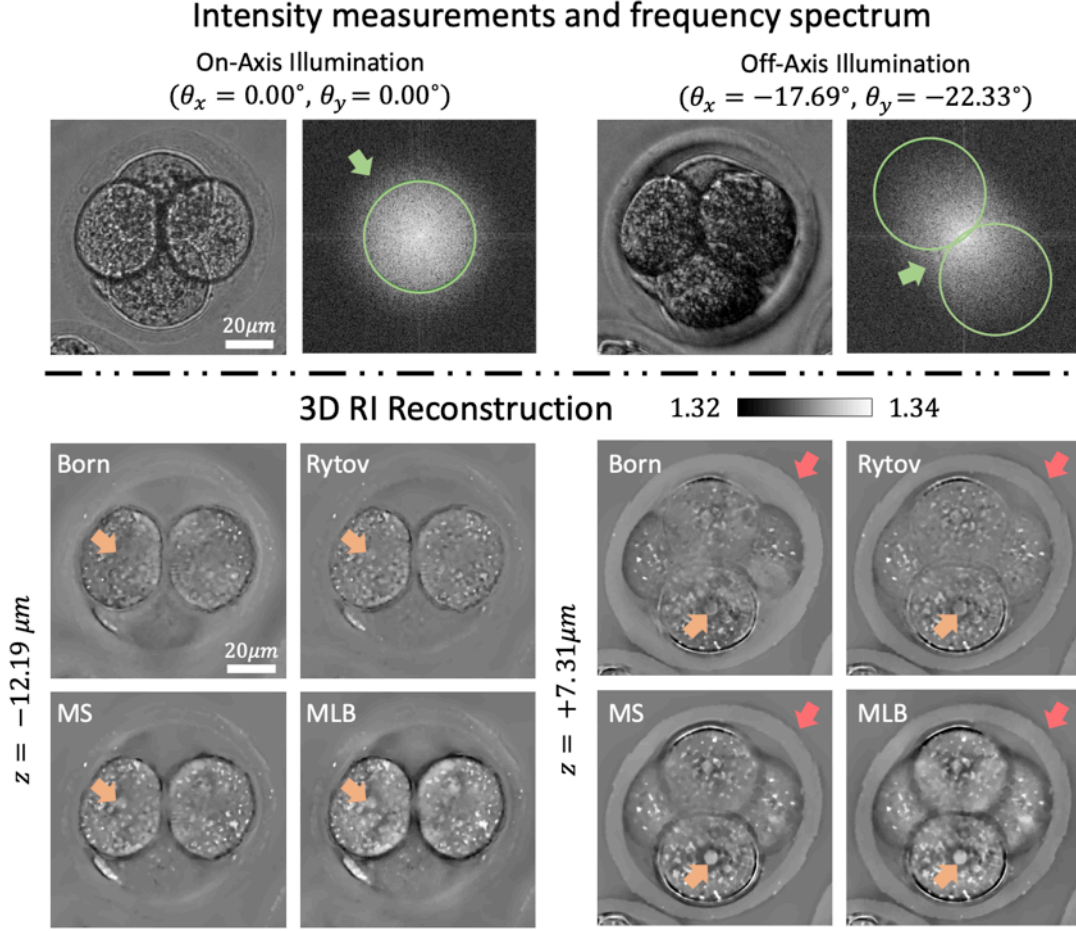 Intensity measurements and frequency spectrum
On-Axis Illumination
(θₓ = 0.00°, θᵧ = 0.00°)
Off-Axis Illumination
(θₓ = −17.69°, θᵧ = −22.33°)
20μm
3D RI Reconstruction
1.32
1.34
z = −12.19 μm
Born
Rytov
20μm
MS
MLB
z = +7.31μm
Born
Rytov
MS
MLB